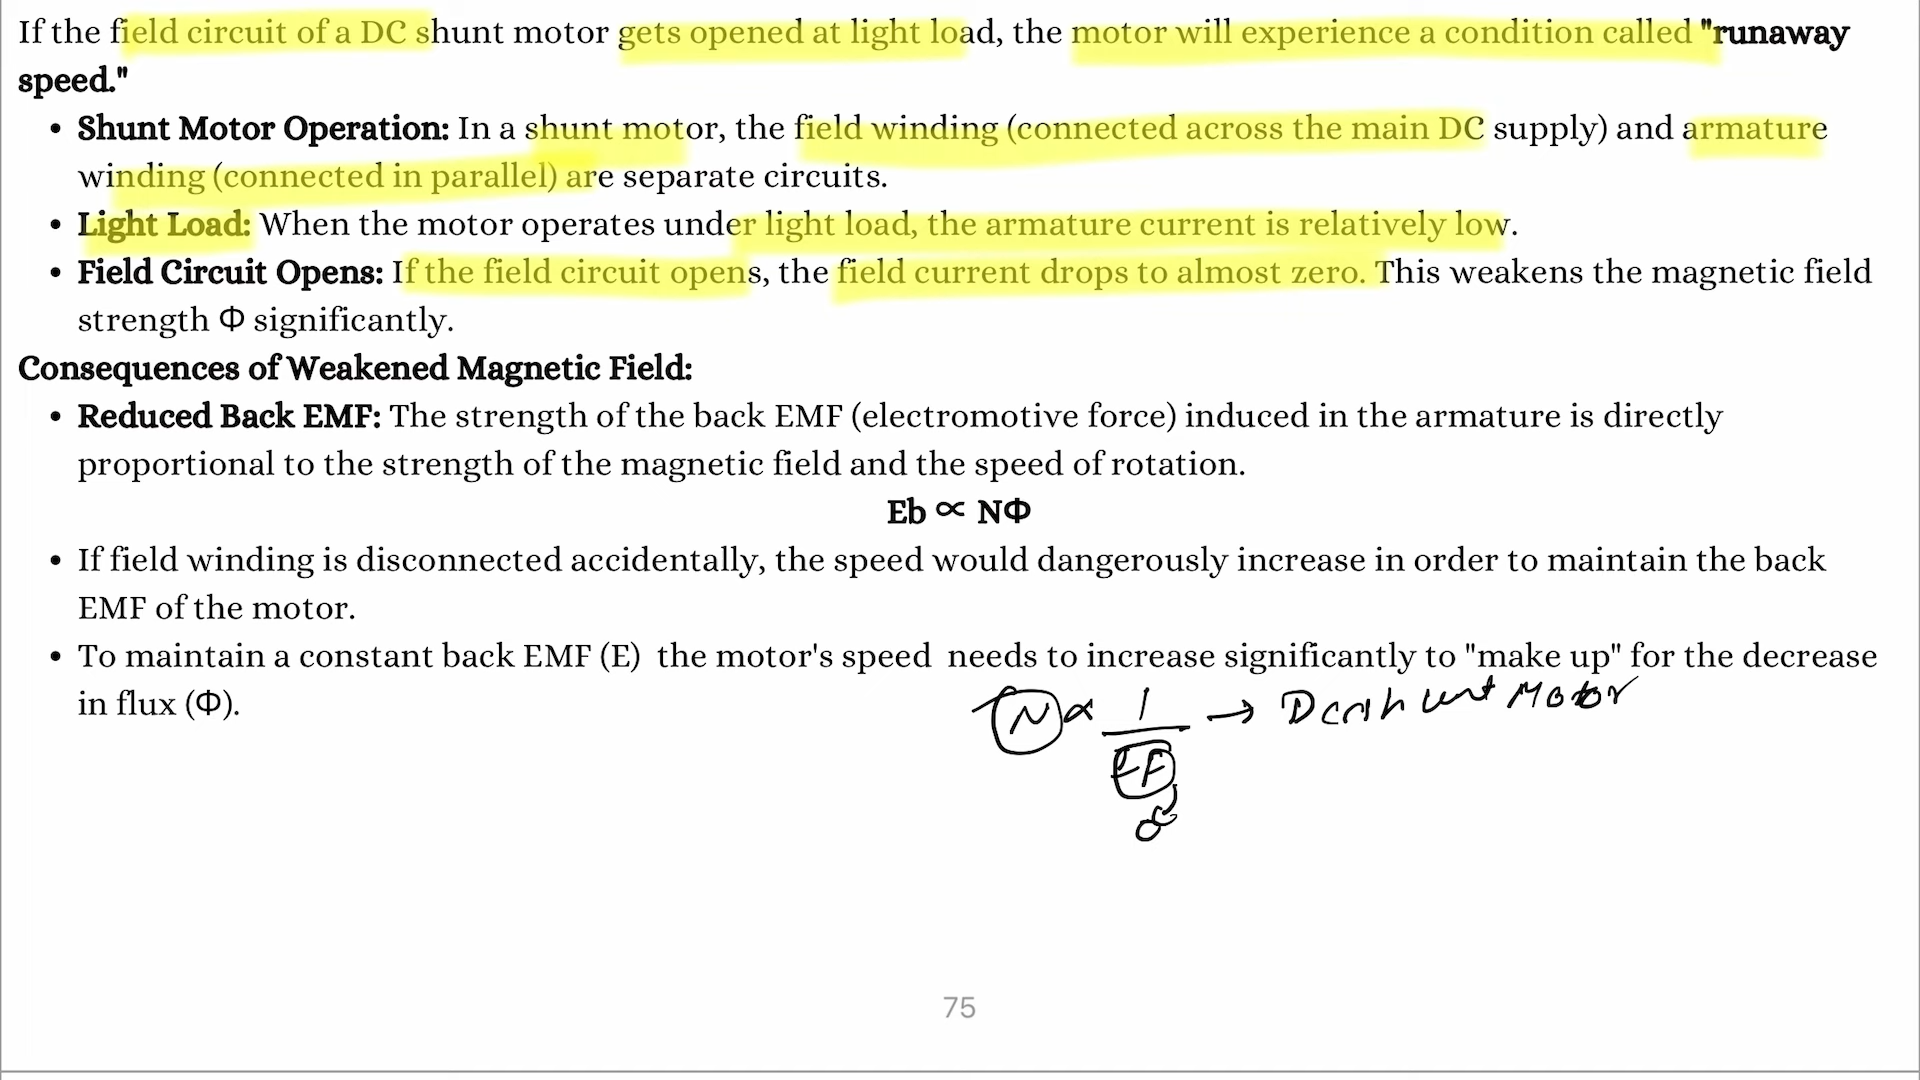 If the field circuit of a DC shunt motor gets opened at light load, the motor will experience a condition called "runaway
speed."
• Shunt Motor Operation: In a shunt motor, the field winding (connected across the main DC supply) and armature
winding (connected in parallel) are separate circuits.
• Light Load: When the motor operates under light load, the armature current is relatively low.
• Field Circuit Opens: If the field circuit opens, the field current drops to almost zero. This weakens the magnetic field
strength Φ significantly.
Consequences of Weakened Magnetic Field:
• Reduced Back EMF: The strength of the back EMF (electromotive force) induced in the armature is directly
proportional to the strength of the magnetic field and the speed of rotation.
Eb ∝ NΦ
• If field winding is disconnected accidentally, the speed would dangerously increase in order to maintain the back
EMF of the motor.
• To maintain a constant back EMF (E) the motor's speed needs to increase significantly to "make up" for the decrease
in flux (Φ).
N ∝ 1 → Motor
75